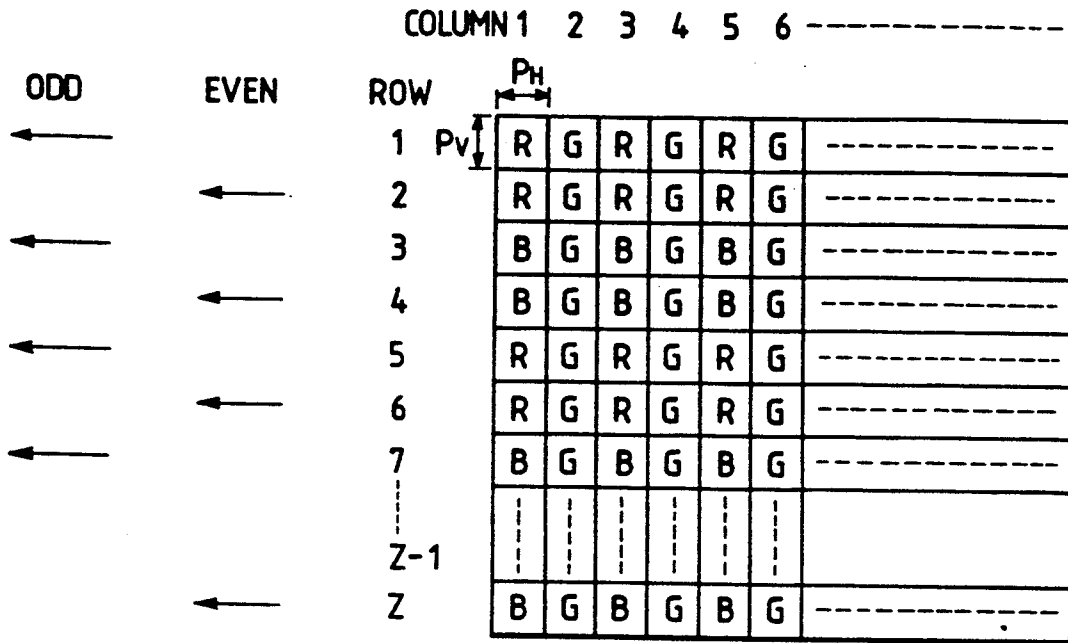 COLUMN 1 2 3 4 5 6
PH
ODD EVEN ROW
1 PV R G R G R G
2 R G R G R G
3 B G B G B G
4 B G B G B G
5 R G R G R G
6 R G R G R G
7 B G B G B G
Z-1
Z B G B G B G